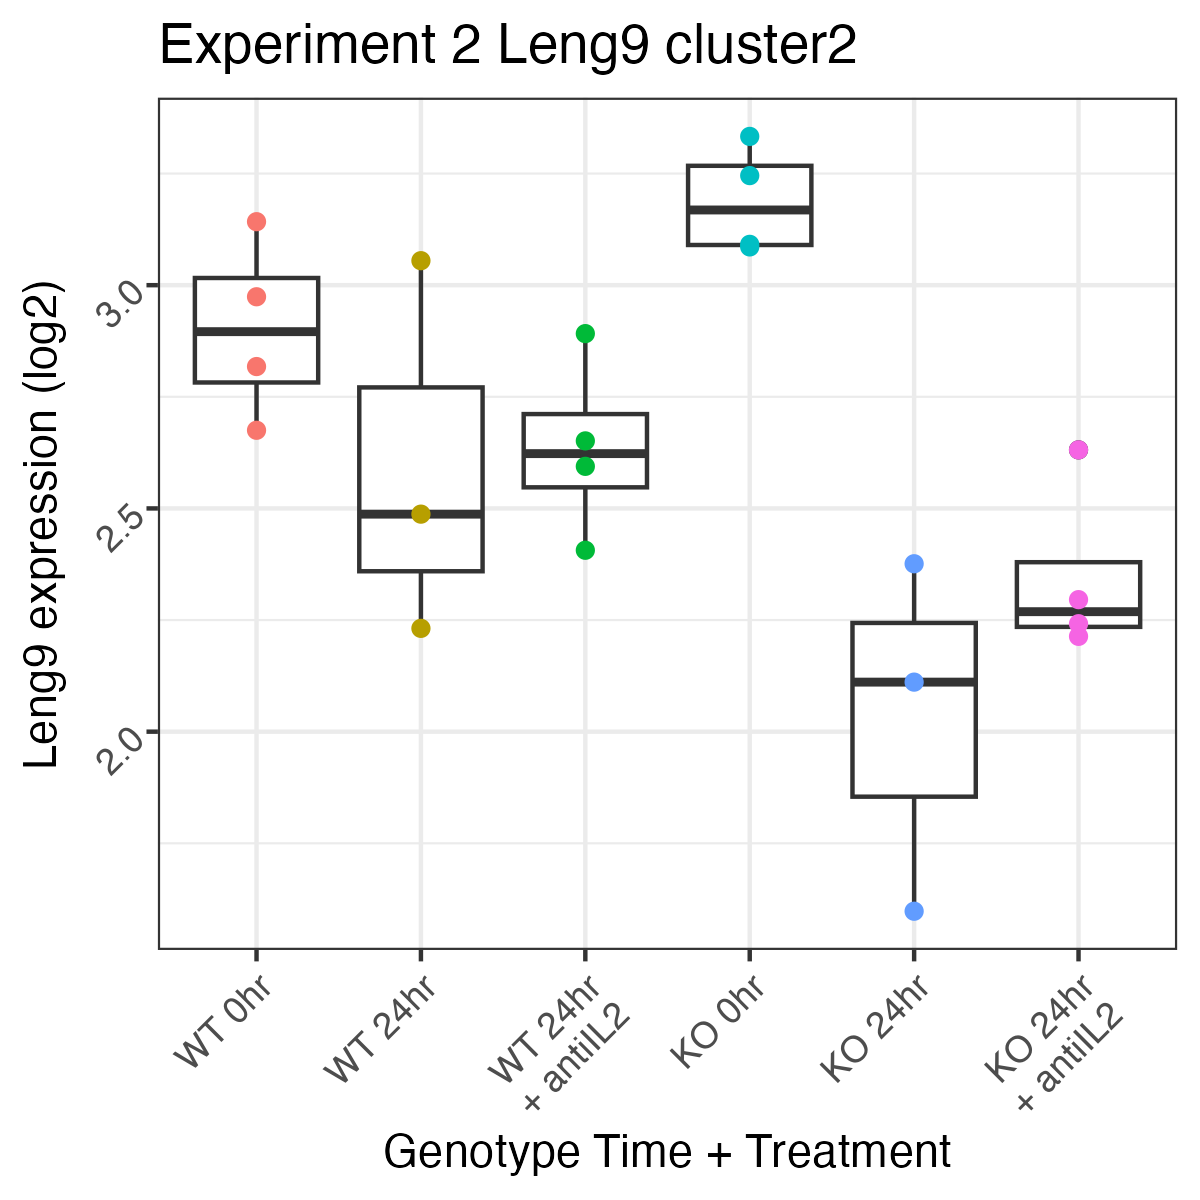 Experiment 2 Leng9 cluster2
Leng9 expression (log2)
3.0
2.5
2.0
WT 0hr
WT 24hr
WT 24hr
+ antiIL2
KO 0hr
KO 24hr
KO 24hr
+ antiIL2
Genotype Time + Treatment